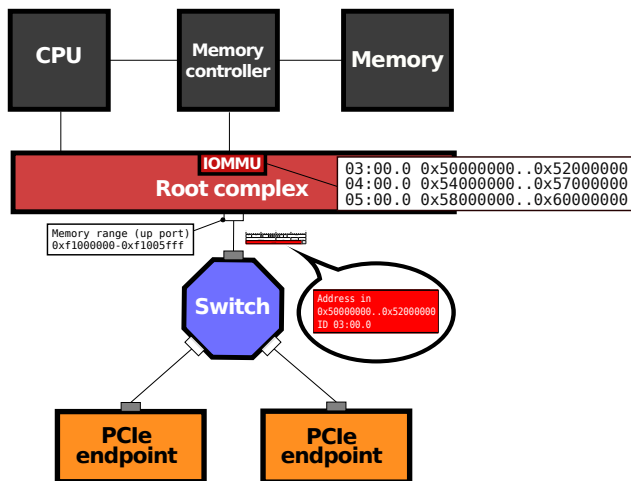 CPU
Memory
controller
Memory
IOMMU
Root complex
03:00.0 0x50000000..0x52000000
04:00.0 0x54000000..0x57000000
05:00.0 0x58000000..0x60000000
Memory range (up port)
0xf1000000-0xf1005fff
Switch
Address in
0x50000000..0x52000000
ID 03:00.0
PCIe
endpoint
PCIe
endpoint